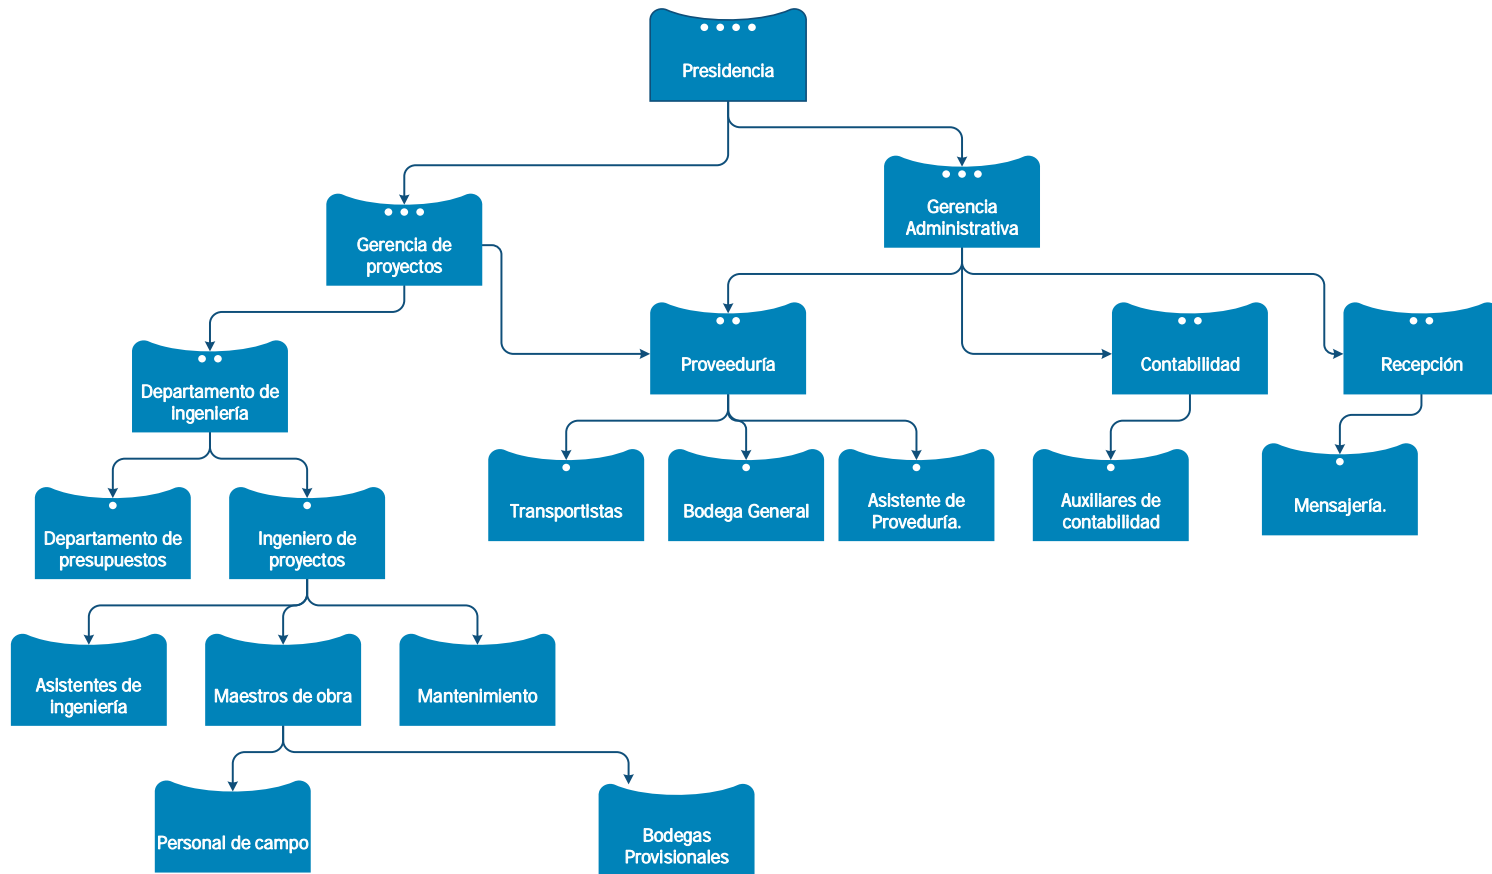 Presidencia
Gerencia
Administrativa
Gerencia de
proyectos
Proveeduría
Contabilidad
Recepción
Departamento de
ingeniería
Transportistas
Bodega General
Asistente de
Proveduría.
Auxiliares de
contabilidad
Mensajería.
Departamento de
presupuestos
Ingeniero de
proyectos
Asistentes de
ingeniería
Maestros de obra
Mantenimiento
Personal de campo
Bodegas
Provisionales